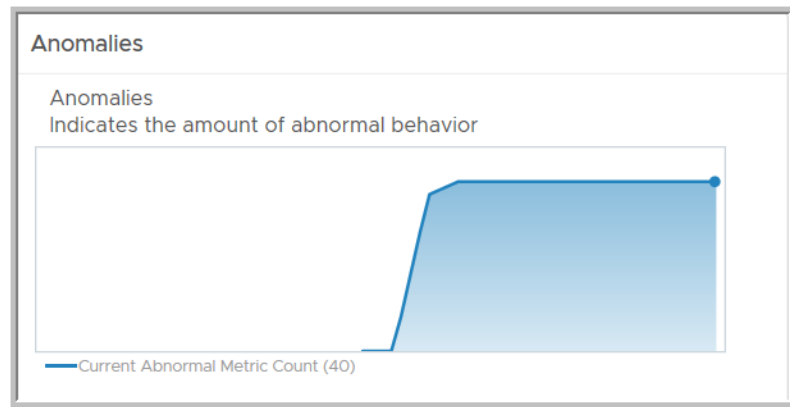 Anomalies
Anomalies
Indicates the amount of abnormal behavior
Current Abnormal Metric Count (40)